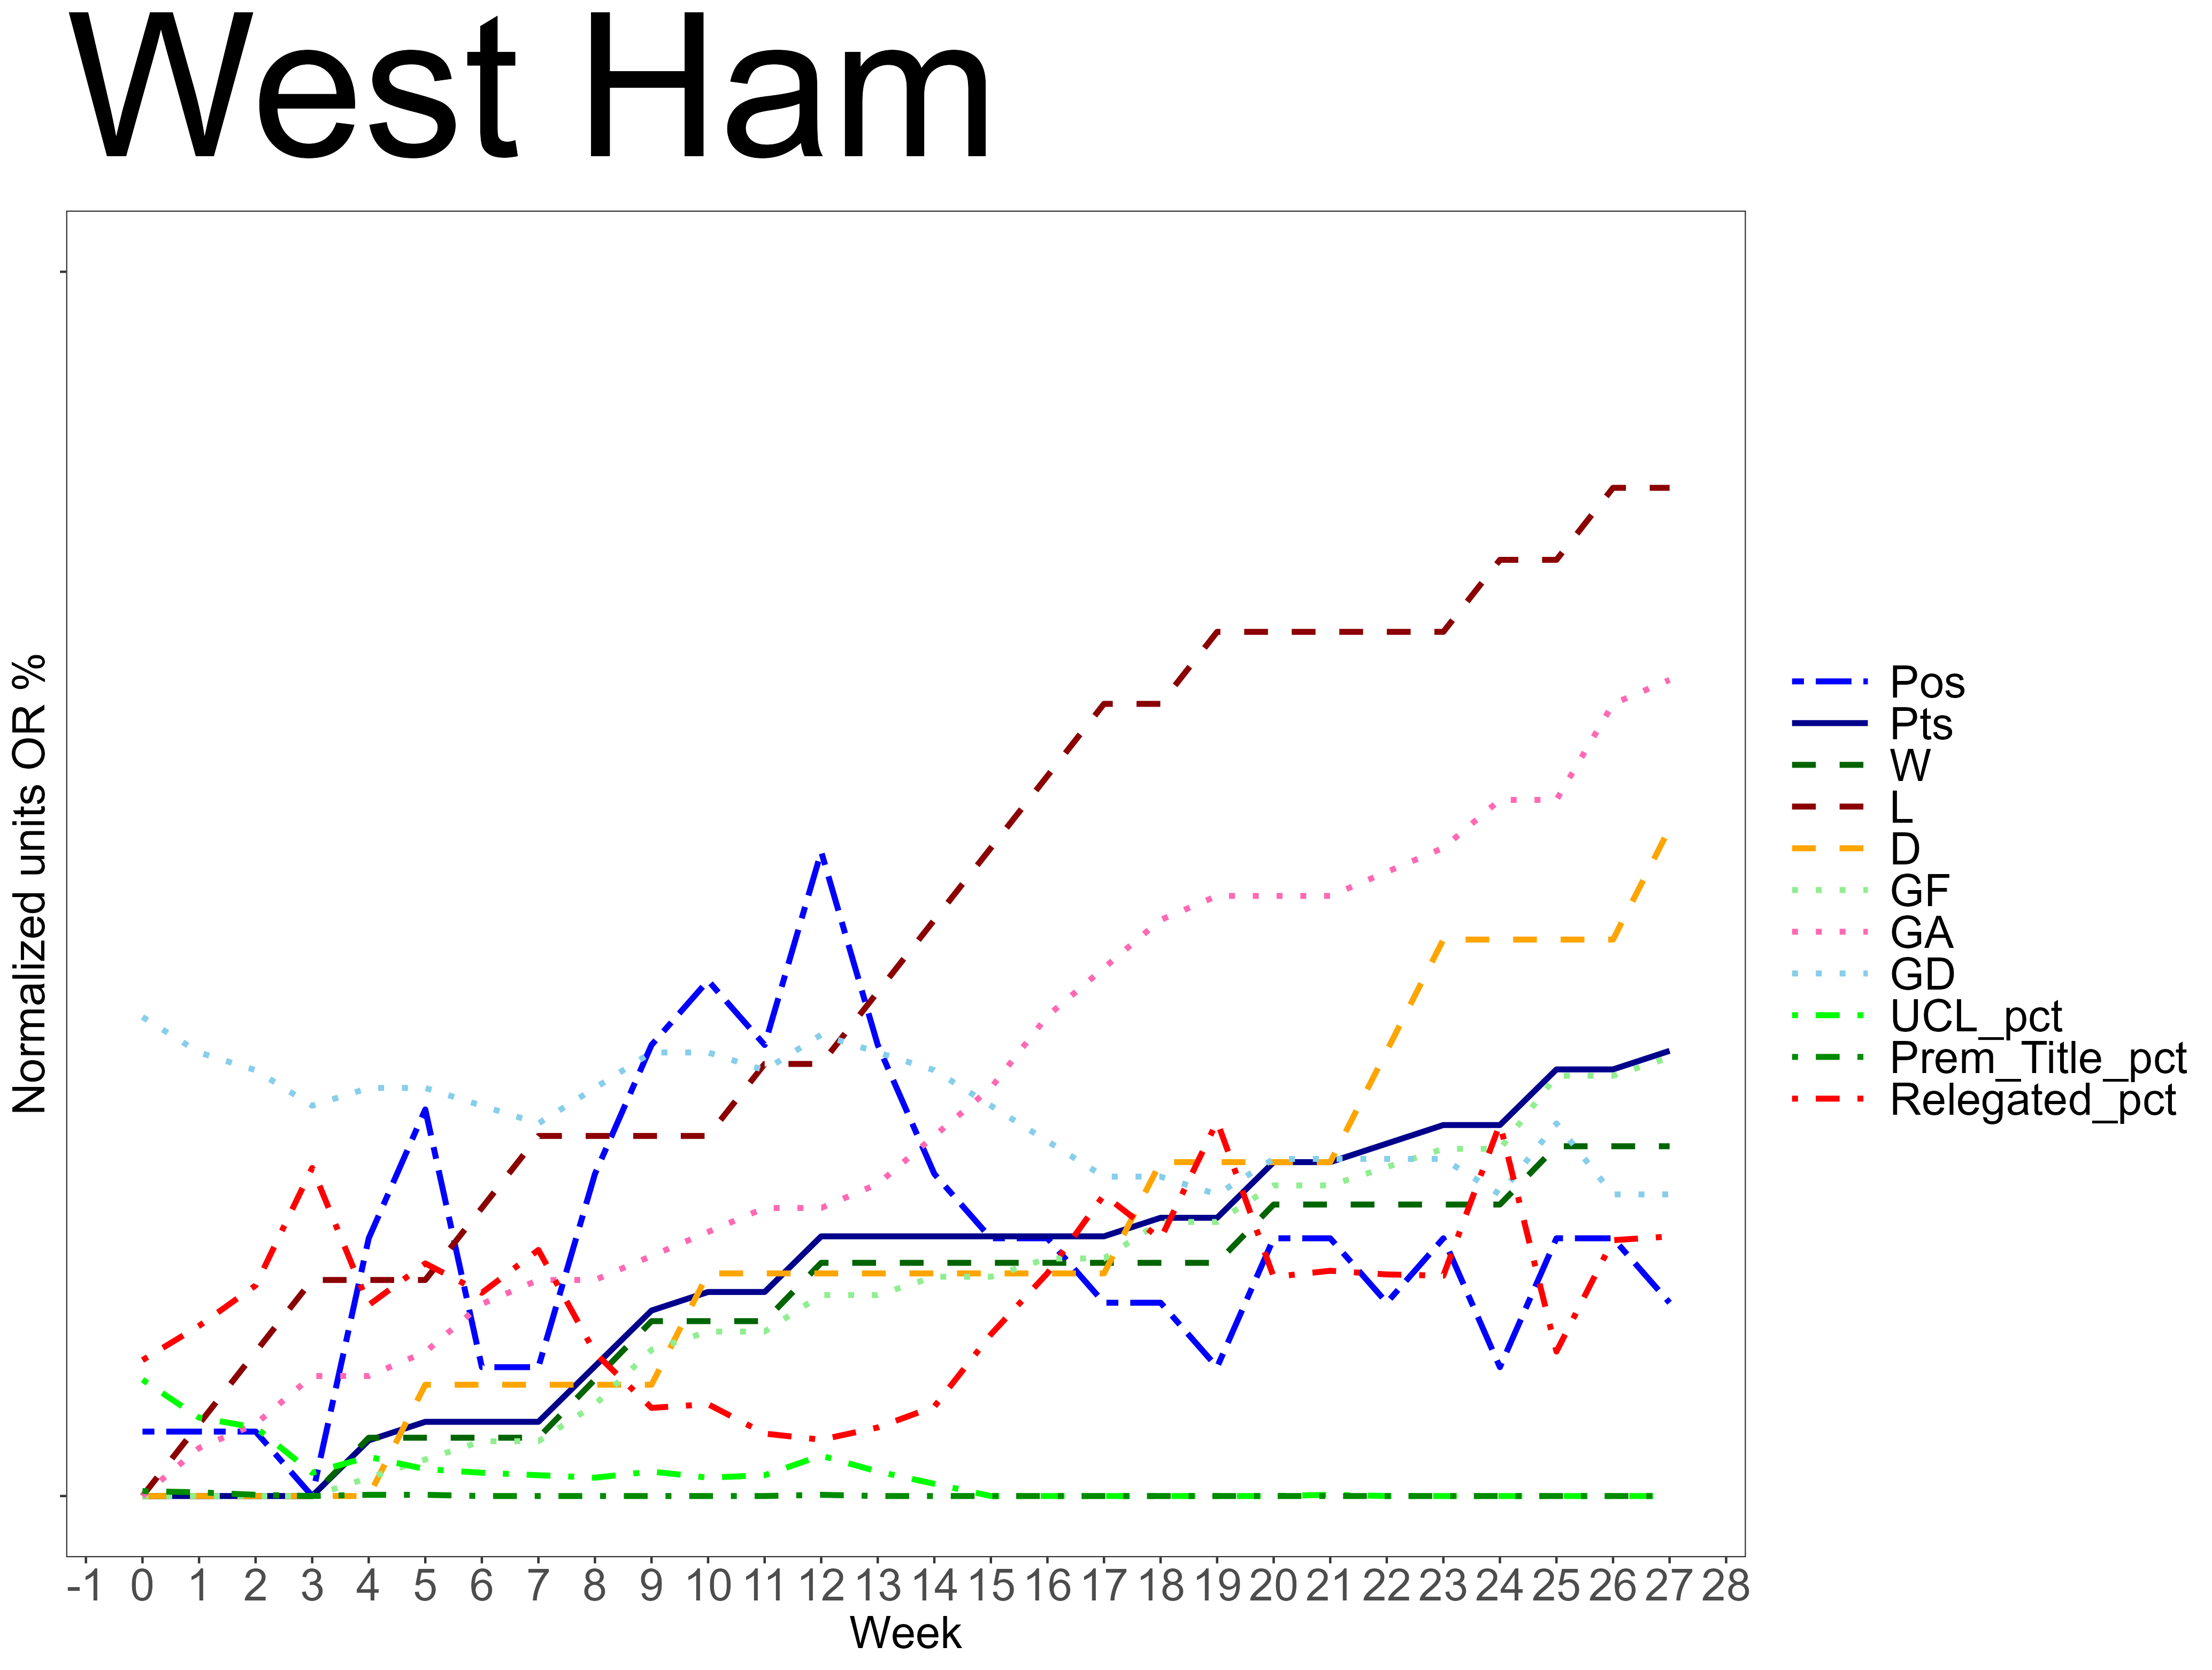 West Ham
Normalized units OR %
Pos
Pts
W
L
D
GF
GA
GD
UCL_pct
Prem_Title_pct
Relegated_pct
-1 0 1 2 3 4 5 6 7 8 9 10 11 12 13 14 15 16 17 18 19 20 21 22 23 24 25 26 27 28
Week